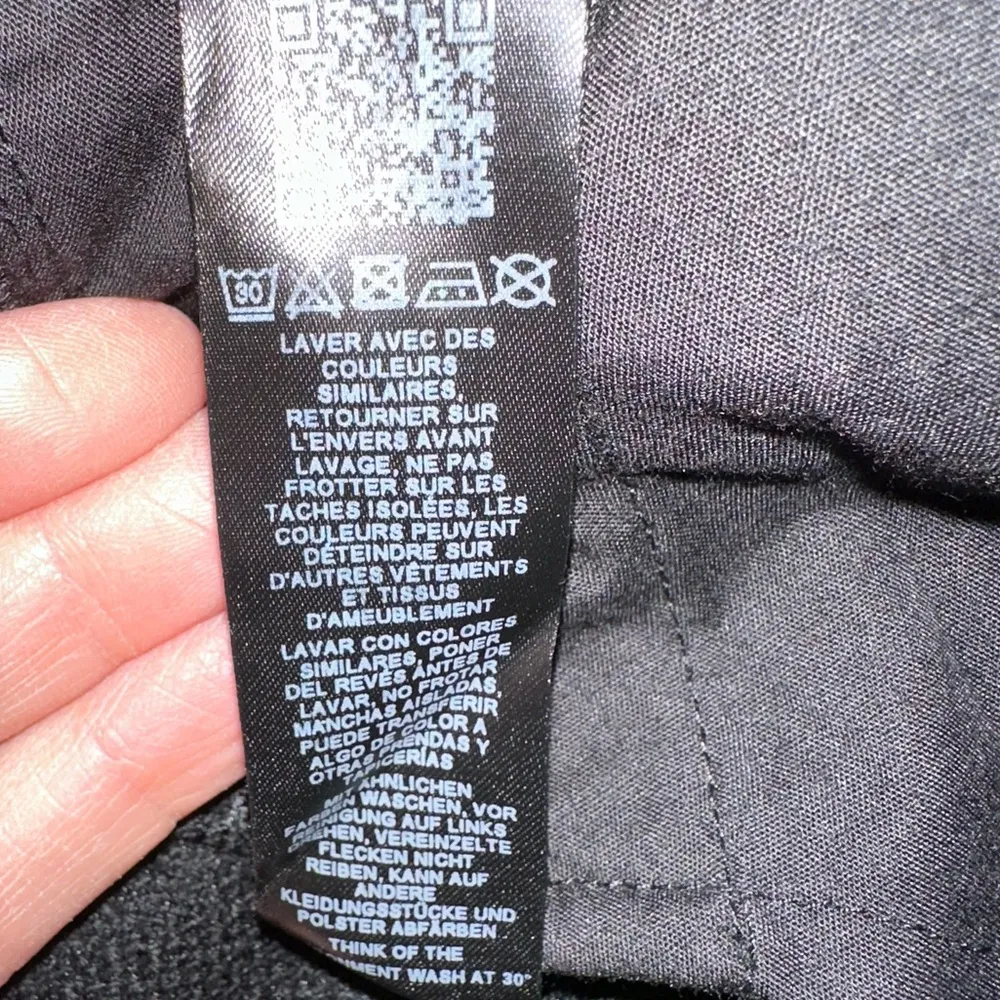 30
LAVER AVEC DES
COULEURS
SIMILAIRES,
RETOURNER SUR
L'ENVERS AVANT
LAVAGE, NE PAS
FROTTER SUR LES
TACHES ISOLÉES, LES
COULEURS PEUVENT
DÉTEINDRE SUR
D'AUTRES VÊTEMENTS
ET TISSUS
D'AMEUBLEMENT
LAVAR CON COLORES
SIMILARES, PONER
DEL REVÉS ANTES DE
LAVAR, NO FROTAR
MANCHAS AISLADAS,
PUEDE TRANSFERIR
ALGO DE COLOR A
OTRAS PRENDAS Y
TAPICERÍAS
ÄHNLICHEN
WASCHEN, VOR
AUF LINKS
VEREINZELTE
FLECKEN NICHT
REIBEN, KANN AUF
ANDERE
KLEIDUNGSSTÜCKE UND
POLSTER ABFÄRBEN
THINK OF THE
WASH AT 30°